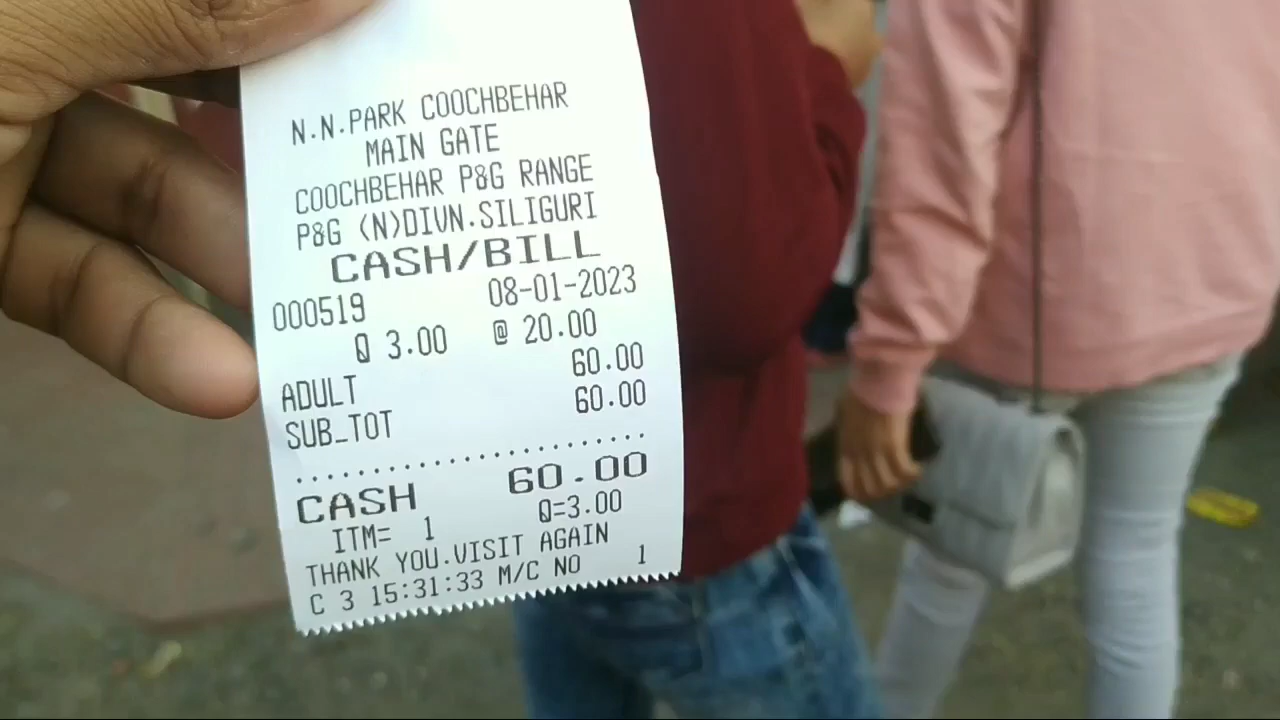 N.N.PARK COOCHBEHAR
MAIN GATE
COOCHBEHAR P&G RANGE
P&G (N)DIVN.SILIGURI
CASH/BILL
000519 08-01-2023
Q 3.00 @ 20.00
60.00
ADULT 60.00
SUB_TOT
........................
CASH 60.00
ITM= 1 Q=3.00
THANK YOU.VISIT AGAIN
C 3 15:31:33 M/C NO 1